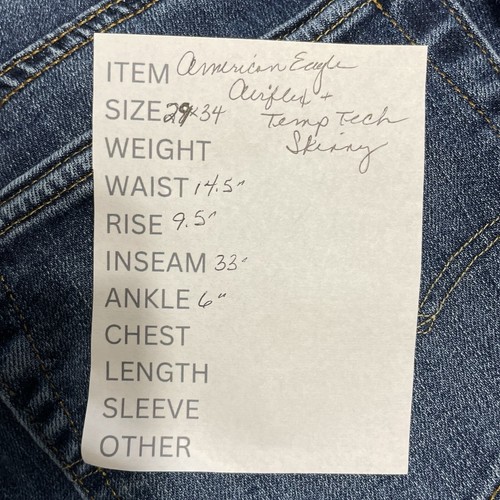 ITEM American Eagle
Airflex +
SIZE 29x34 Temp Tech
Skinny
WEIGHT
WAIST 14.5"
RISE 9.5"
INSEAM 33"
ANKLE 6"
CHEST
LENGTH
SLEEVE
OTHER